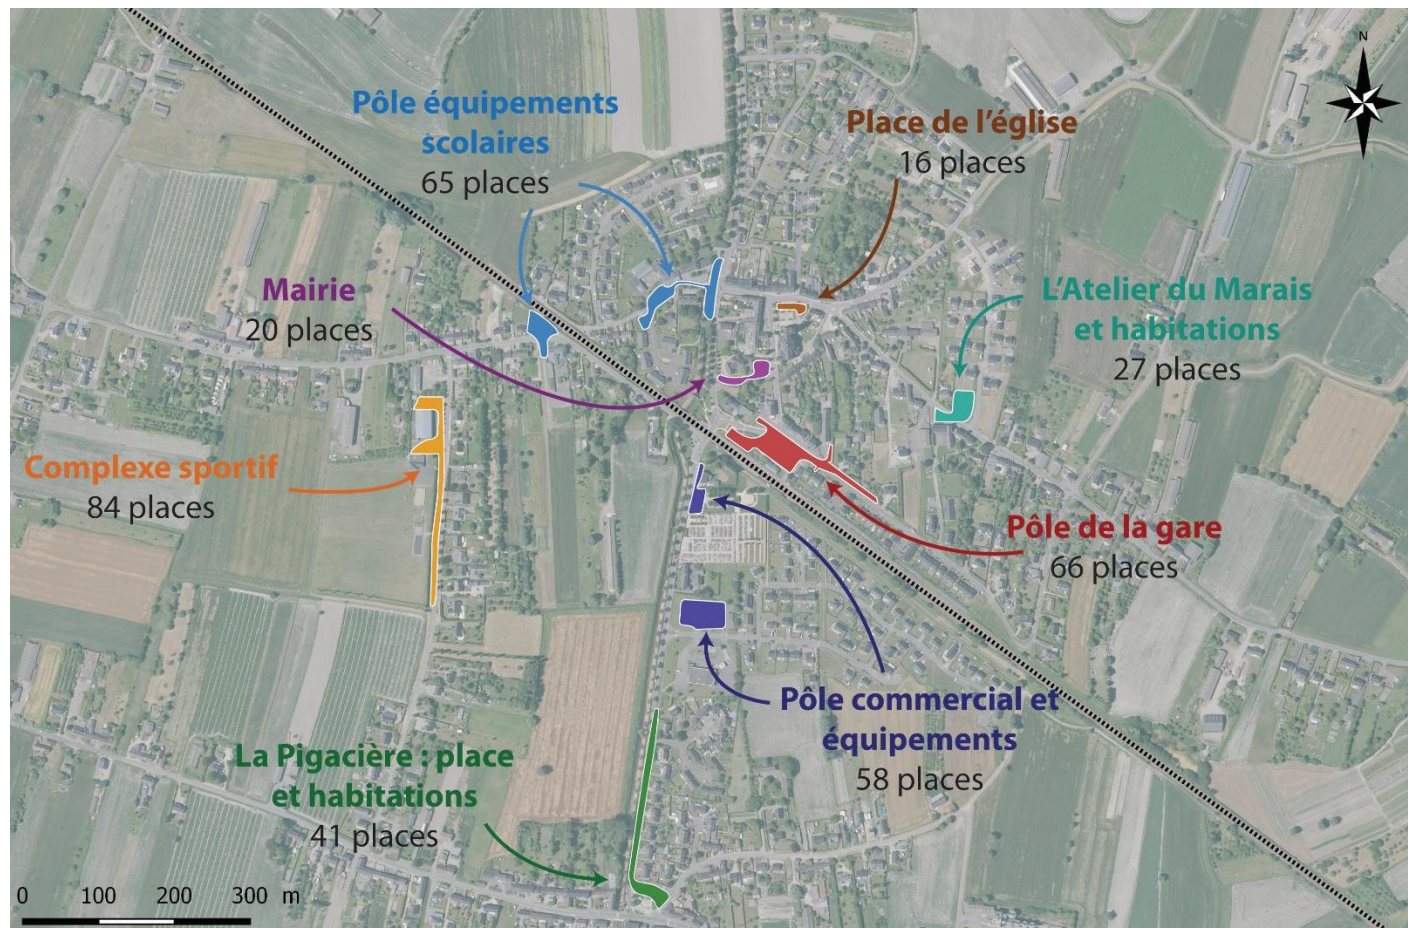 N
Pôle équipements
scolaires
65 places
Place de l’église
16 places
Mairie
20 places
L’Atelier du Marais
et habitations
27 places
Complexe sportif
84 places
Pôle de la gare
66 places
Pôle commercial et
équipements
58 places
La Pigacière : place
et habitations
41 places
0 100 200 300 m